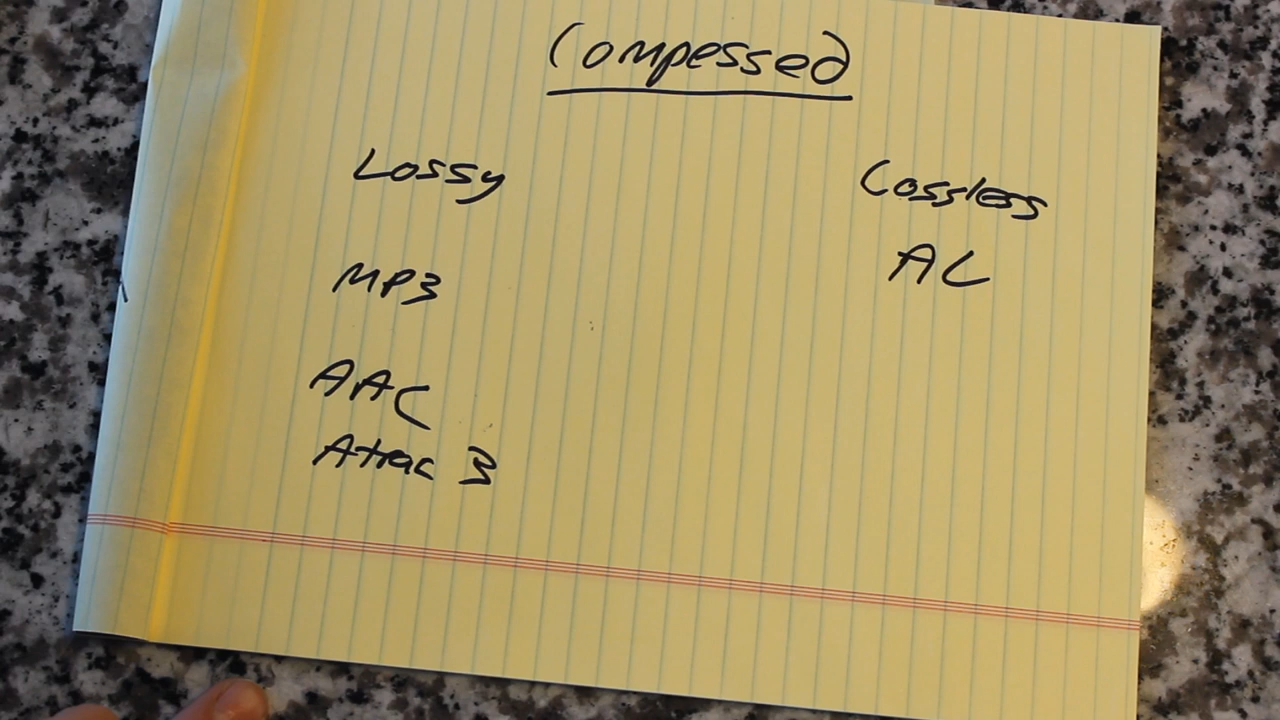 Compessed
Lossy
Lossless
MP3
AL
AAC
Atrac 3